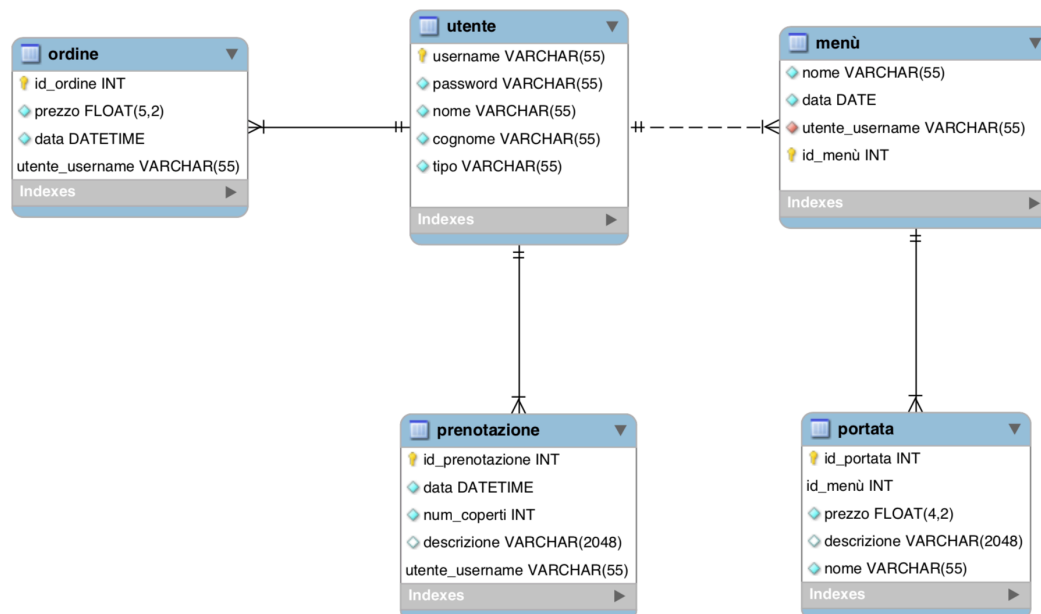 ordine
id_ordine INT
prezzo FLOAT(5,2)
data DATETIME
utente_username VARCHAR(55)
Indexes
utente
username VARCHAR(55)
password VARCHAR(55)
nome VARCHAR(55)
cognome VARCHAR(55)
tipo VARCHAR(55)
Indexes
menù
nome VARCHAR(55)
data DATE
utente_username VARCHAR(55)
id_menù INT
Indexes
prenotazione
id_prenotazione INT
data DATETIME
num_coperti INT
descrizione VARCHAR(2048)
utente_username VARCHAR(55)
Indexes
portata
id_portata INT
id_menù INT
prezzo FLOAT(4,2)
descrizione VARCHAR(2048)
nome VARCHAR(55)
Indexes